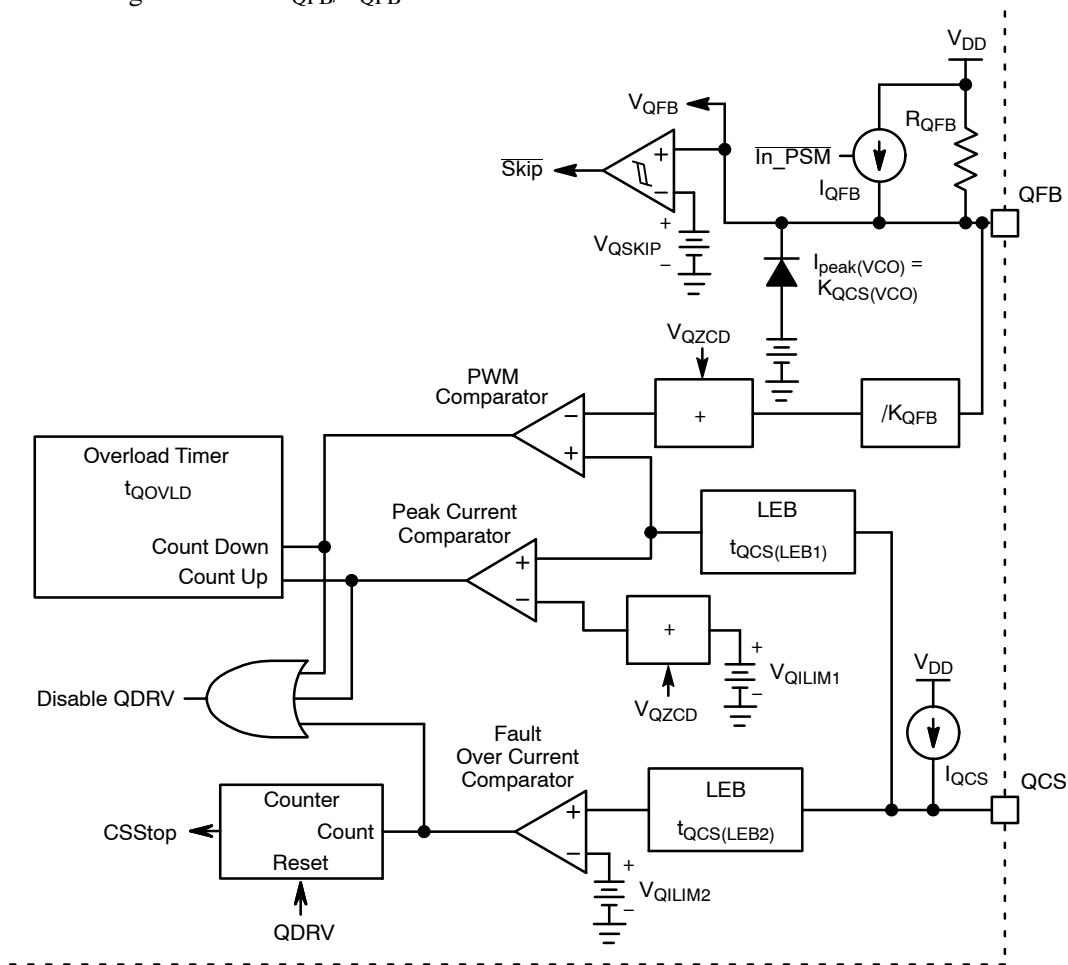 V_DD
V_QFB
R_QFB
S̅k̅i̅p̅
+
−
I̅n̅_̅P̅S̅M̅
I_QFB
QFB
V_QSKIP
+
−
I_peak(VCO) =
K_QCS(VCO)
V_QZCD
PWM
Comparator
−
+
+
/K_QFB
Overload Timer
t_QOVLD
Count Down
Count Up
Peak Current
Comparator
+
−
LEB
t_QCS(LEB1)
+
+
−
V_QILIM1
V_QZCD
V_DD
Disable QDRV
Fault
Over Current
Comparator
I_QCS
QCS
Counter
Count
Reset
CSStop
+
−
LEB
t_QCS(LEB2)
+
−
V_QILIM2
QDRV